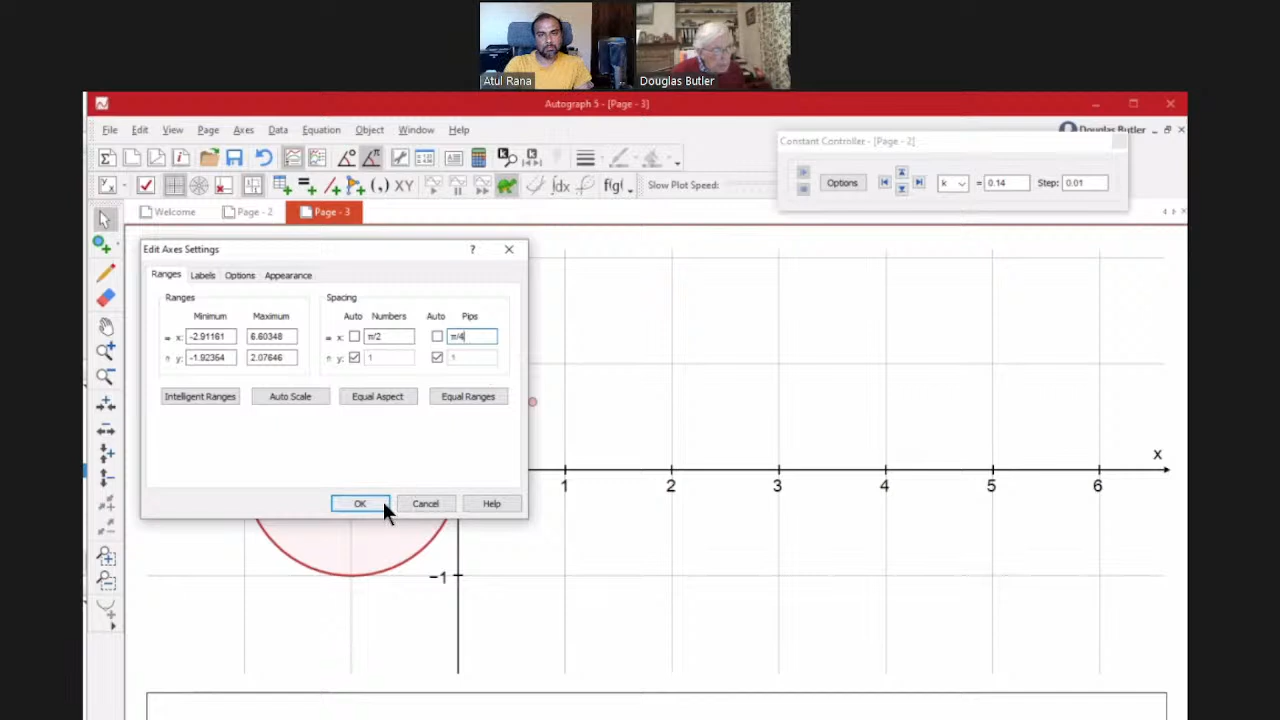 Atul Rana
Douglas Butler
Autograph 5 - [Page - 3]
File Edit View Page Axes Data Equation Object Window Help
Douglas Butler
Constant Controller - [Page - 2]
XY
∫dx
Slow Plot Speed:
Options
k
= 0.14
Step: 0.01
Welcome
Page - 2
Page - 3
Edit Axes Settings
?
Ranges Labels Options Appearance
Ranges
Spacing
Minimum Maximum
Auto Numbers Auto Pips
x: -2.91161 6.60348
x: π/2 π/4
y: -1.92354 2.07646
y: 1
Intelligent Ranges Auto Scale Equal Aspect Equal Ranges
OK Cancel Help
x
1 2 3 4 5 6
−1